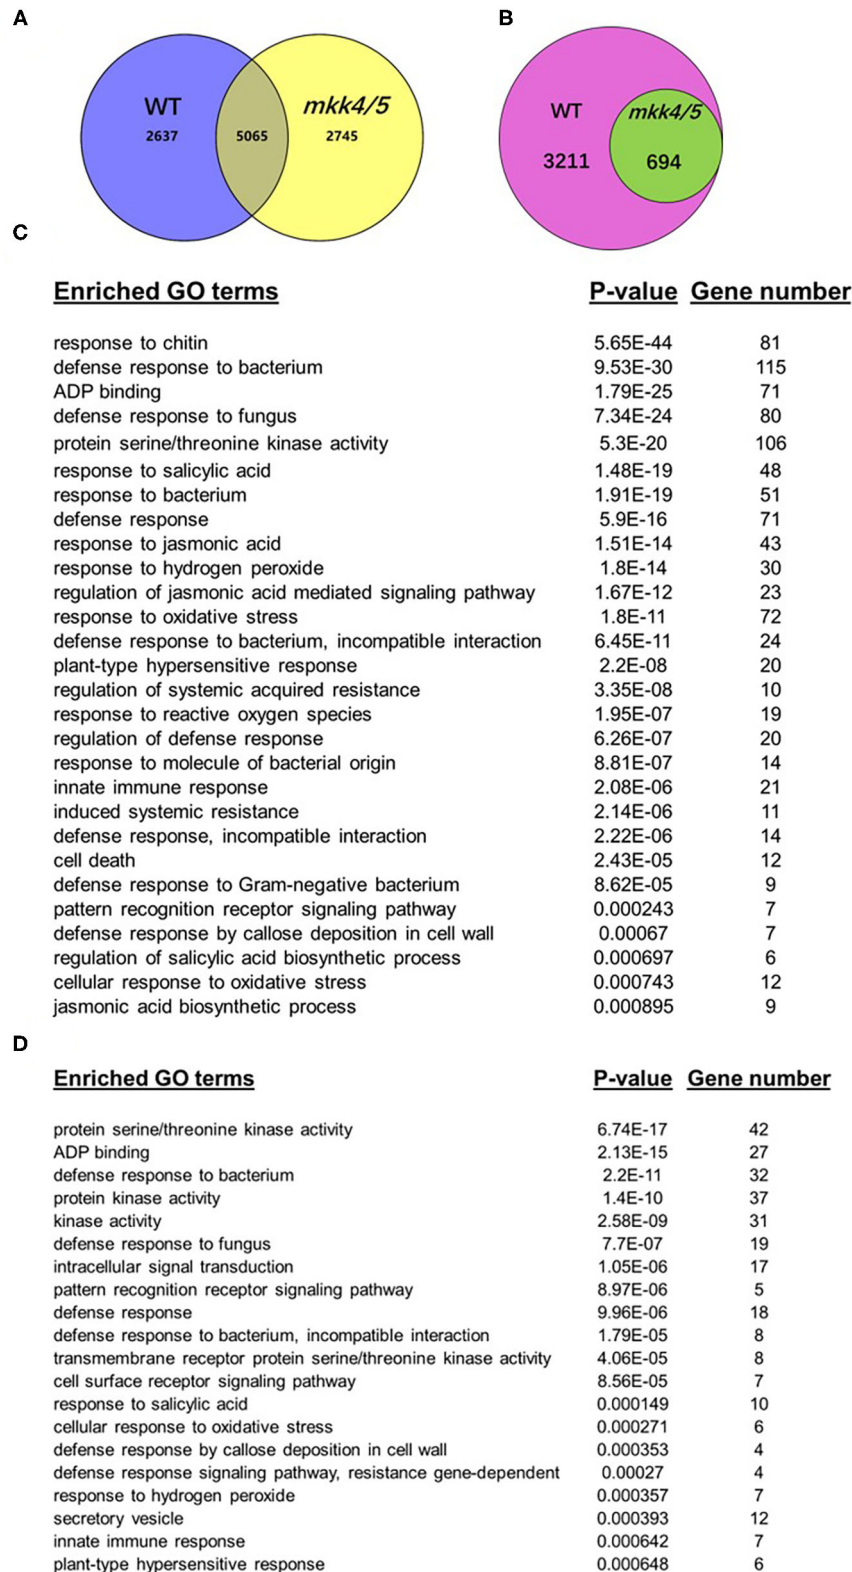 A B
WT mkk4/5
2637 5065 2745
WT mkk4/5
3211 694
C
Enriched GO terms P-value Gene number
response to chitin 5.65E-44 81
defense response to bacterium 9.53E-30 115
ADP binding 1.79E-25 71
defense response to fungus 7.34E-24 80
protein serine/threonine kinase activity 5.3E-20 106
response to salicylic acid 1.48E-19 48
response to bacterium 1.91E-19 51
defense response 5.9E-16 71
response to jasmonic acid 1.51E-14 43
response to hydrogen peroxide 1.8E-14 30
regulation of jasmonic acid mediated signaling pathway 1.67E-12 23
response to oxidative stress 1.8E-11 72
defense response to bacterium, incompatible interaction 6.45E-11 24
plant-type hypersensitive response 2.2E-08 20
regulation of systemic acquired resistance 3.35E-08 10
response to reactive oxygen species 1.95E-07 19
regulation of defense response 6.26E-07 20
response to molecule of bacterial origin 8.81E-07 14
innate immune response 2.08E-06 21
induced systemic resistance 2.14E-06 11
defense response, incompatible interaction 2.22E-06 14
cell death 2.43E-05 12
defense response to Gram-negative bacterium 8.62E-05 9
pattern recognition receptor signaling pathway 0.000243 7
defense response by callose deposition in cell wall 0.00067 7
regulation of salicylic acid biosynthetic process 0.000697 6
cellular response to oxidative stress 0.000743 12
jasmonic acid biosynthetic process 0.000895 9
D
Enriched GO terms P-value Gene number
protein serine/threonine kinase activity 6.74E-17 42
ADP binding 2.13E-15 27
defense response to bacterium 2.2E-11 32
protein kinase activity 1.4E-10 37
kinase activity 2.58E-09 31
defense response to fungus 7.7E-07 19
intracellular signal transduction 1.05E-06 17
pattern recognition receptor signaling pathway 8.97E-06 5
defense response 9.96E-06 18
defense response to bacterium, incompatible interaction 1.79E-05 8
transmembrane receptor protein serine/threonine kinase activity 4.06E-05 8
cell surface receptor signaling pathway 8.56E-05 7
response to salicylic acid 0.000149 10
cellular response to oxidative stress 0.000271 6
defense response by callose deposition in cell wall 0.000353 4
defense response signaling pathway, resistance gene-dependent 0.00027 4
response to hydrogen peroxide 0.000357 7
secretory vesicle 0.000393 12
innate immune response 0.000642 7
plant-type hypersensitive response 0.000648 6